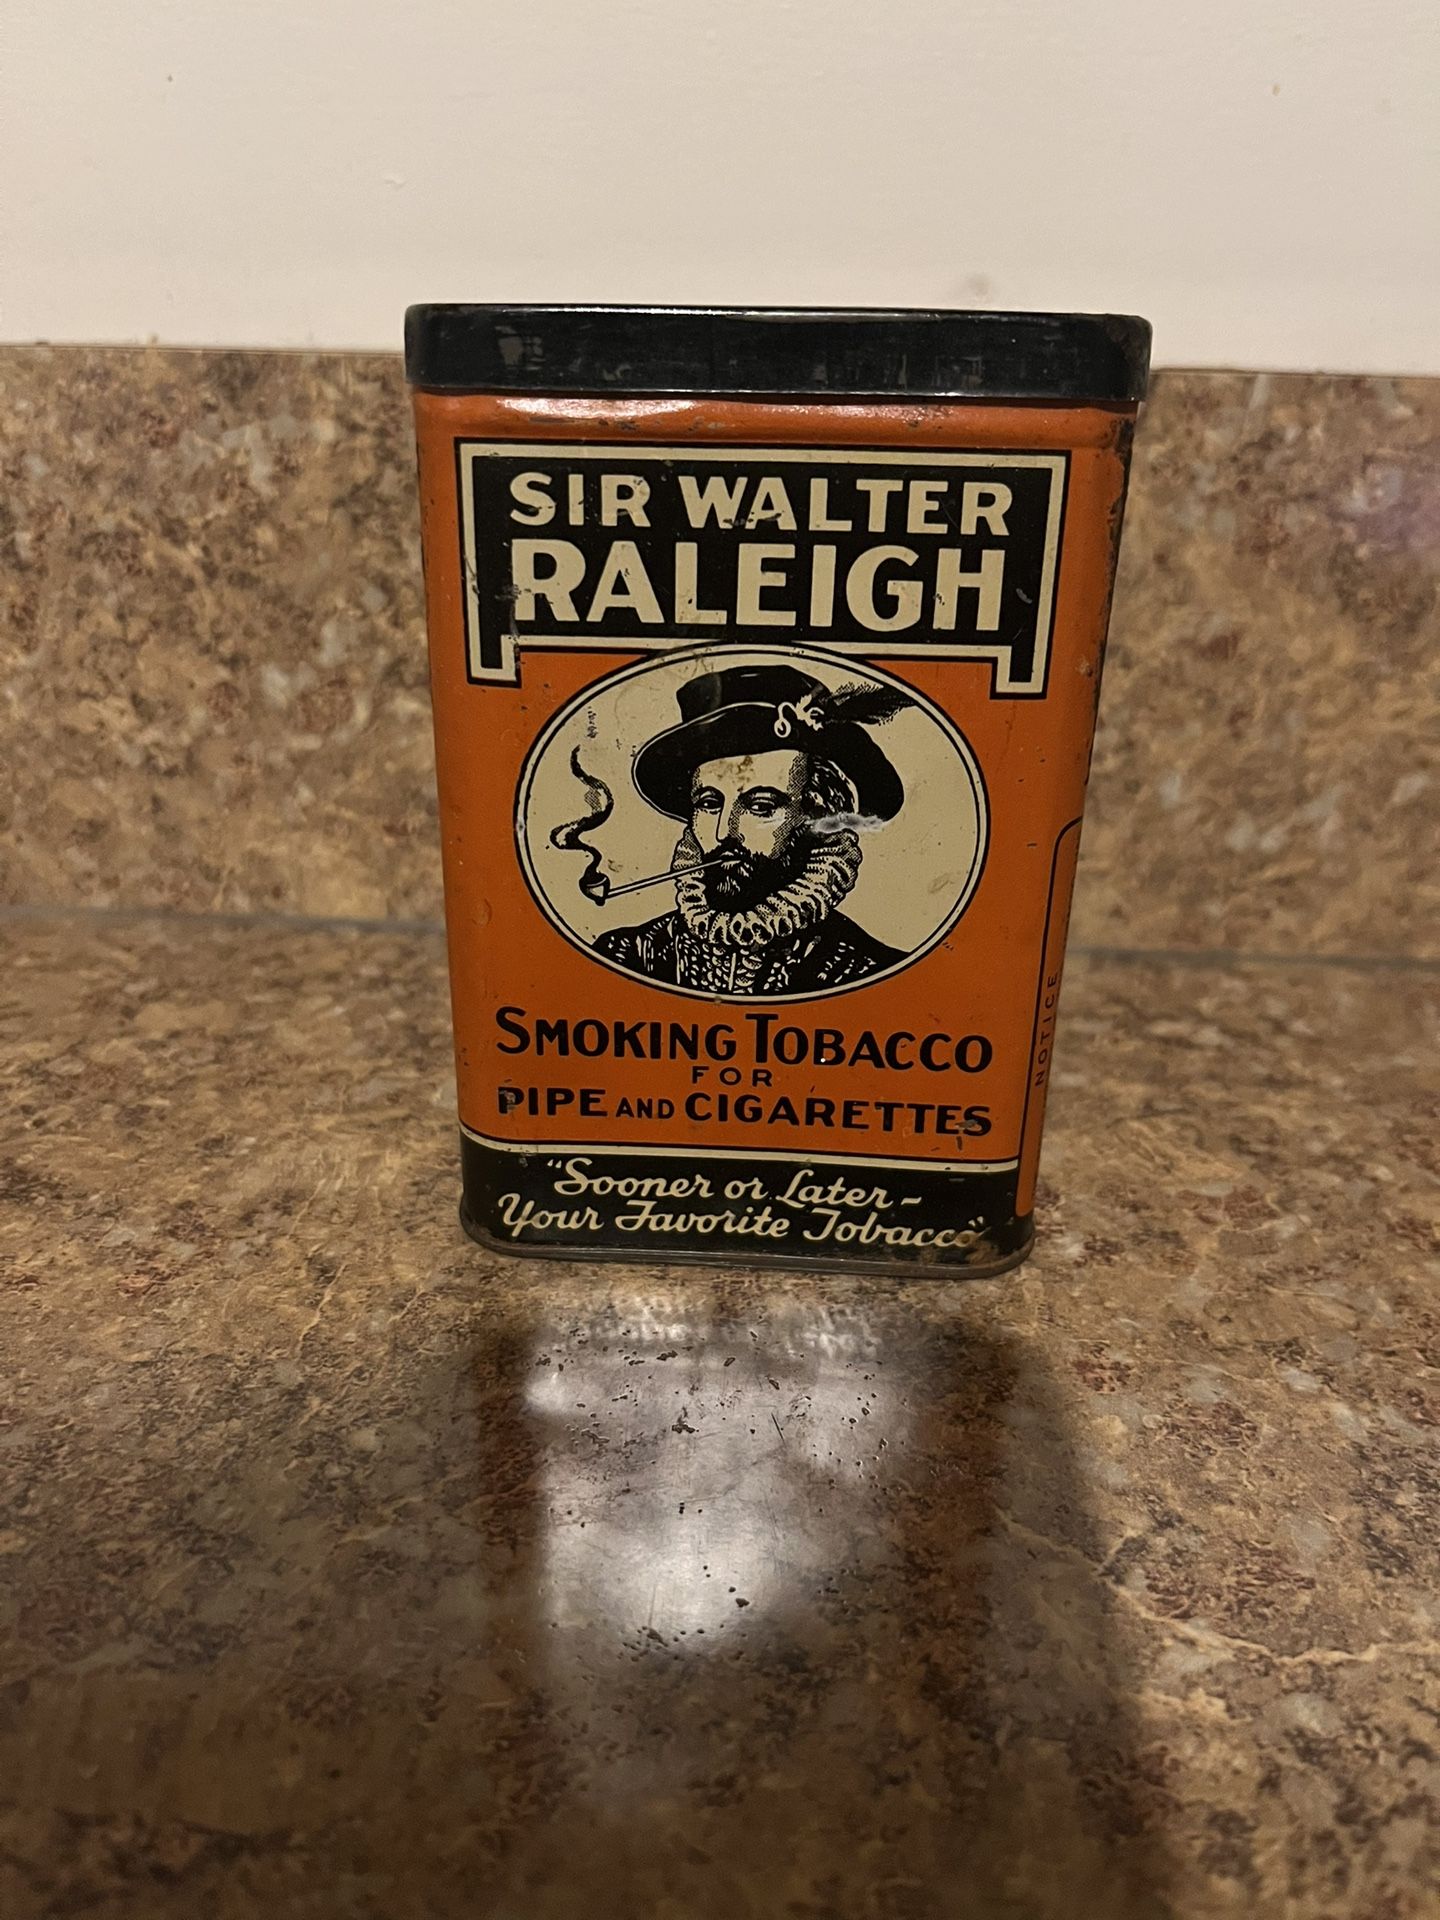 SIR WALTER
RALEIGH
SMOKING TOBACCO
FOR
PIPE AND CIGARETTES
"Sooner or Later-
Your Favorite Tobacco"
NOTICE